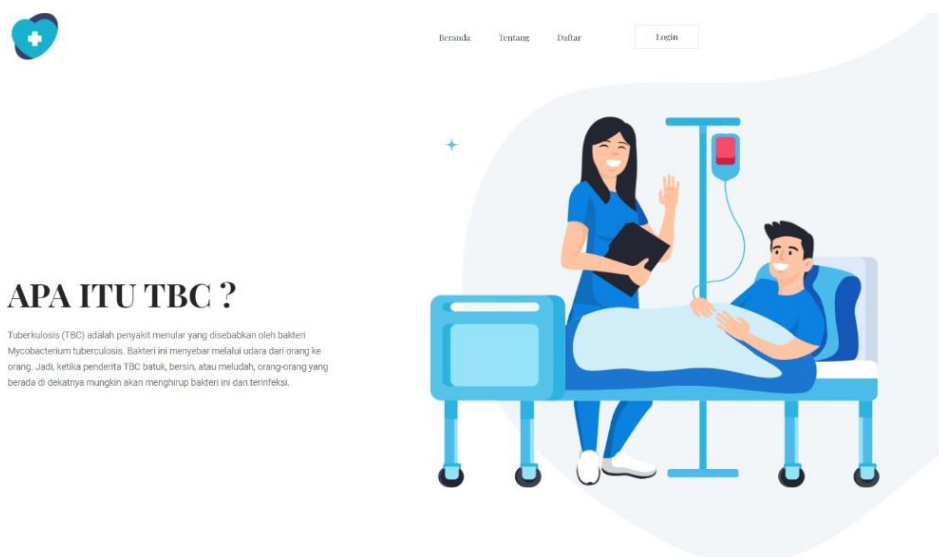 Beranda Tentang Daftar Login
APA ITU TBC ?
Tuberkulosis (TBC) adalah penyakit menular yang disebabkan oleh bakteri
Mycobacterium tuberculosis. Bakteri ini menyebar melalui udara dari orang ke
orang. Jadi, ketika penderita TBC batuk, bersin, atau meludah, orang-orang yang
berada di dekatnya mungkin akan menghirup bakteri ini dan terinfeksi.